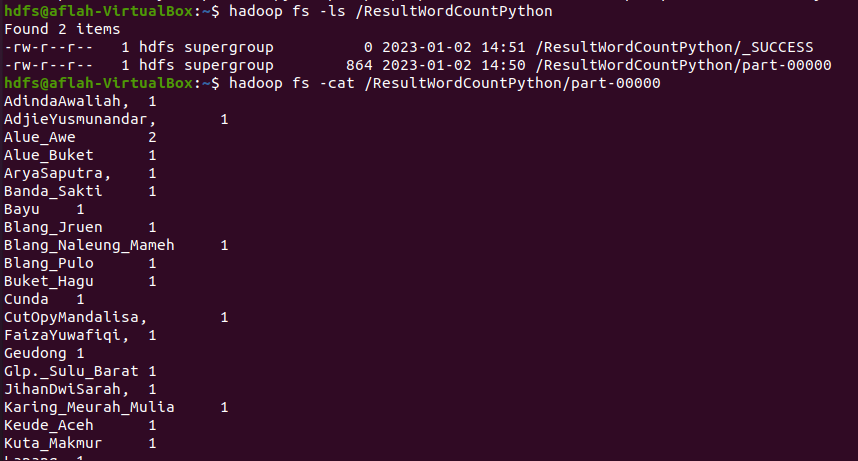 hdfs@aflah-VirtualBox:~$ hadoop fs -ls /ResultWordCountPython
Found 2 items
-rw-r--r--   1 hdfs supergroup          0 2023-01-02 14:51 /ResultWordCountPython/_SUCCESS
-rw-r--r--   1 hdfs supergroup        864 2023-01-02 14:50 /ResultWordCountPython/part-00000
hdfs@aflah-VirtualBox:~$ hadoop fs -cat /ResultWordCountPython/part-00000
AdindaAwaliah,	1
AdjieYusmunandar,	1
Alue_Awe	2
Alue_Buket	1
AryaSaputra,	1
Banda_Sakti	1
Bayu	1
Blang_Jruen	1
Blang_Naleung_Mameh	1
Blang_Pulo	1
Buket_Hagu	1
Cunda	1
CutOpyMandalisa,	1
FaizaYuwafiqi,	1
Geudong	1
Glp._Sulu_Barat	1
JihanDwiSarah,	1
Karing_Meurah_Mulia	1
Keude_Aceh	1
Kuta_Makmur	1